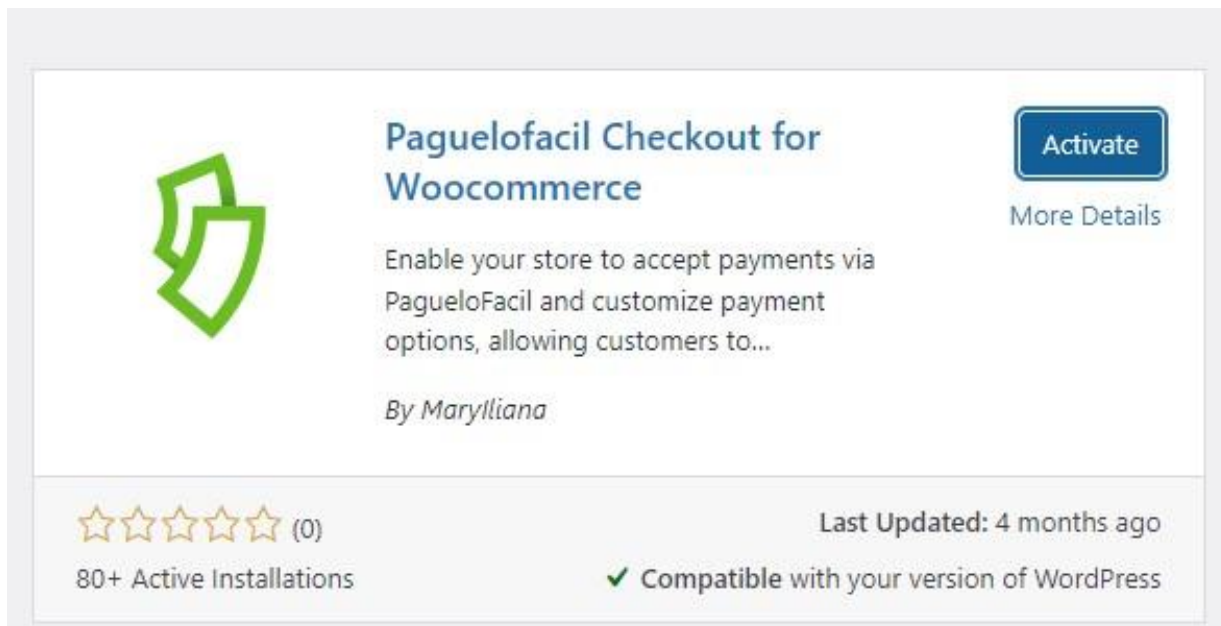 Paguelofacil Checkout for
Woocommerce
Activate
More Details
Enable your store to accept payments via
PagueloFacil and customize payment
options, allowing customers to...
By MaryIliana
(0)
Last Updated: 4 months ago
80+ Active Installations
✓ Compatible with your version of WordPress